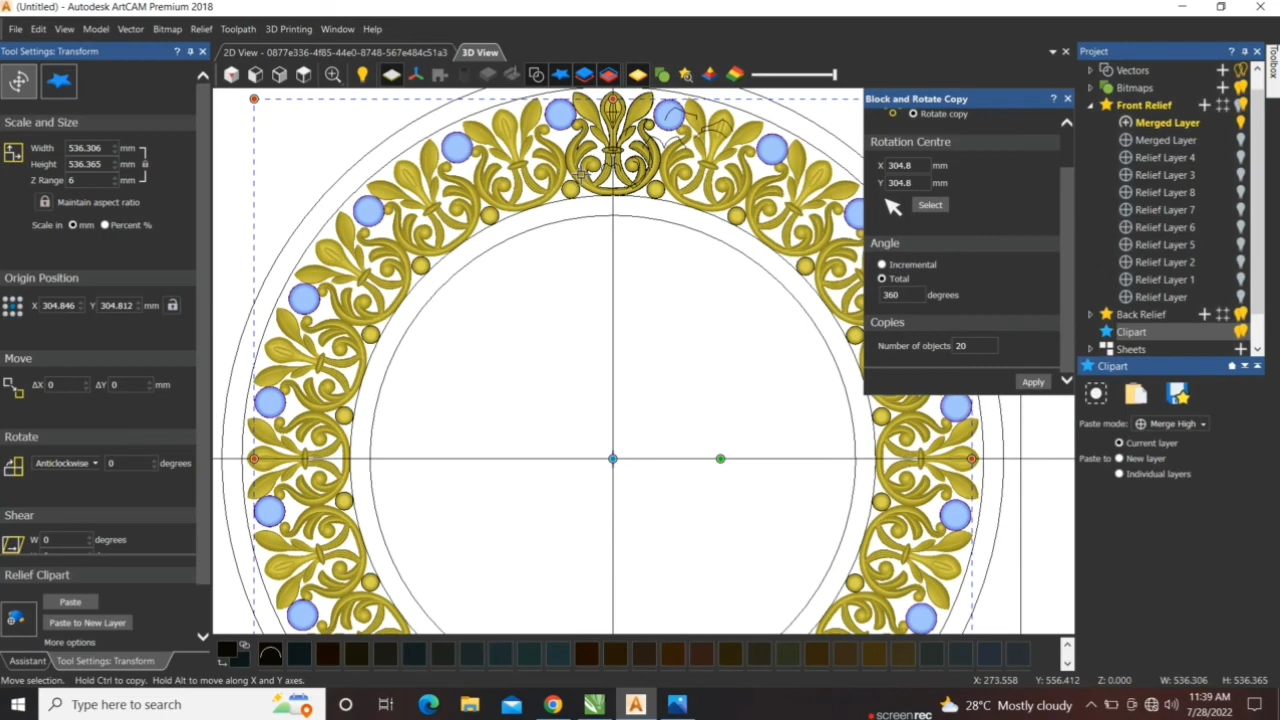 (Untitled) - Autodesk ArtCAM Premium 2018
File Edit View Model Vector Bitmap Relief Toolpath 3D Printing Window Help
Tool Settings: Transform ?
2D View - 0877e336-4f85-44e0-8748-567e484c51a3 3D View
Project ?
Toolbox
Scale and Size
Width 536.306 mm
Height 536.365 mm
Z Range 6 mm
Maintain aspect ratio
Scale in mm Percent %
Origin Position
X 304.846 Y 304.812 mm
Move
ΔX 0 ΔY 0 mm
Rotate
Anticlockwise 0 degrees
Shear
W 0 degrees
Relief Clipart
Paste
Paste to New Layer
More options
Assistant Tool Settings: Transform
Block and Rotate Copy ?
Rotate copy
Rotation Centre
X 304.8 mm
Y 304.8 mm
Select
Angle
Incremental
Total
360 degrees
Copies
Number of objects 20
Apply
Vectors
Bitmaps
Front Relief
Merged Layer
Merged Layer
Relief Layer 4
Relief Layer 3
Relief Layer 8
Relief Layer 7
Relief Layer 6
Relief Layer 5
Relief Layer 2
Relief Layer 1
Relief Layer
Back Relief
Clipart
Sheets
Clipart
Paste mode: Merge High
Current layer
Paste to New layer
Individual layers
Move selection. Hold Ctrl to copy. Hold Alt to move along X and Y axes.
X: 273.558 Y: 556.412 Z: 0.000 W: 536.306 H: 536.365
Type here to search
28°C Mostly cloudy
11:39 AM
7/28/2022
screenrec